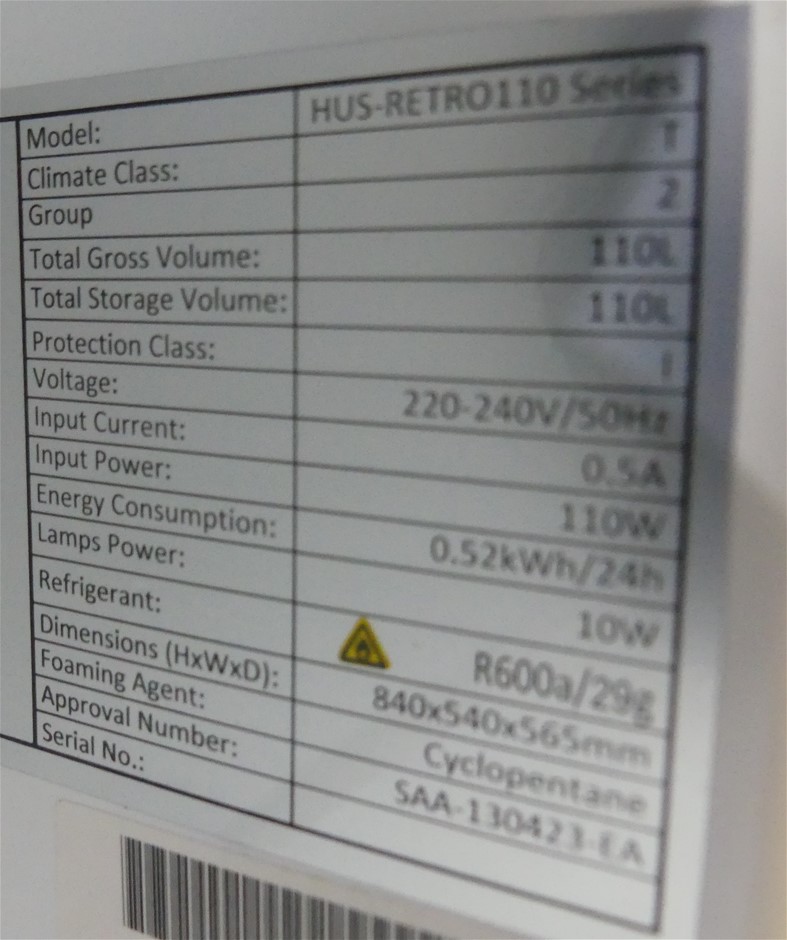 Model: HUS-RETRO110 Series
Climate Class: T
Group 2
Total Gross Volume: 110L
Total Storage Volume: 110L
Protection Class: I
Voltage: 220-240V/50Hz
Input Current: 0.5A
Input Power: 110W
Energy Consumption: 0.52kWh/24h
Lamps Power: 10W
Refrigerant: R600a/29g
Dimensions (HxWxD): 840x540x565mm
Foaming Agent: Cyclopentane
Approval Number: SAA-130423-EA
Serial No.: